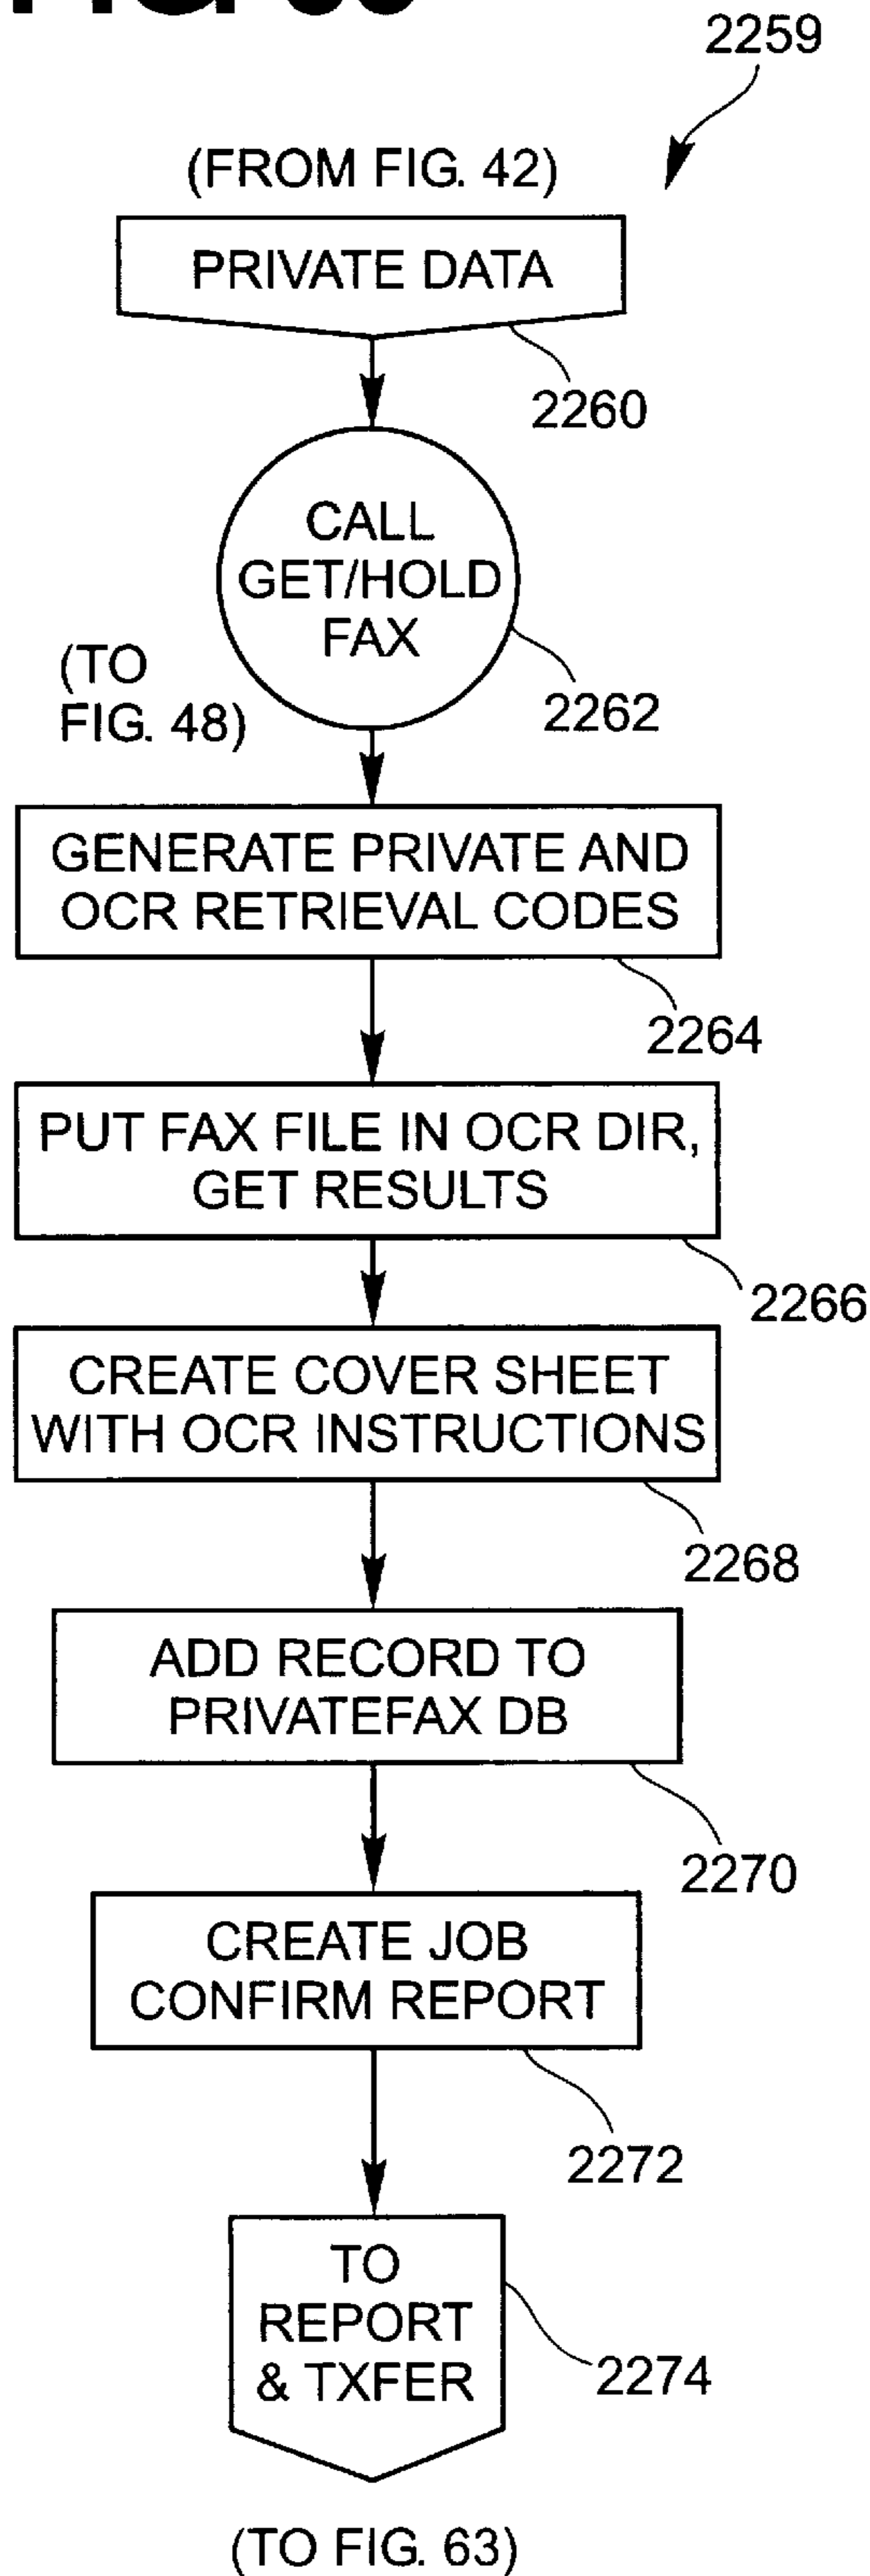 2259
(FROM FIG. 42)
PRIVATE DATA
2260
CALL
GET/HOLD
FAX
(TO
FIG. 48)
2262
GENERATE PRIVATE AND
OCR RETRIEVAL CODES
2264
PUT FAX FILE IN OCR DIR,
GET RESULTS
2266
CREATE COVER SHEET
WITH OCR INSTRUCTIONS
2268
ADD RECORD TO
PRIVATEFAX DB
2270
CREATE JOB
CONFIRM REPORT
2272
TO
REPORT
& TXFER
2274
(TO FIG. 63)